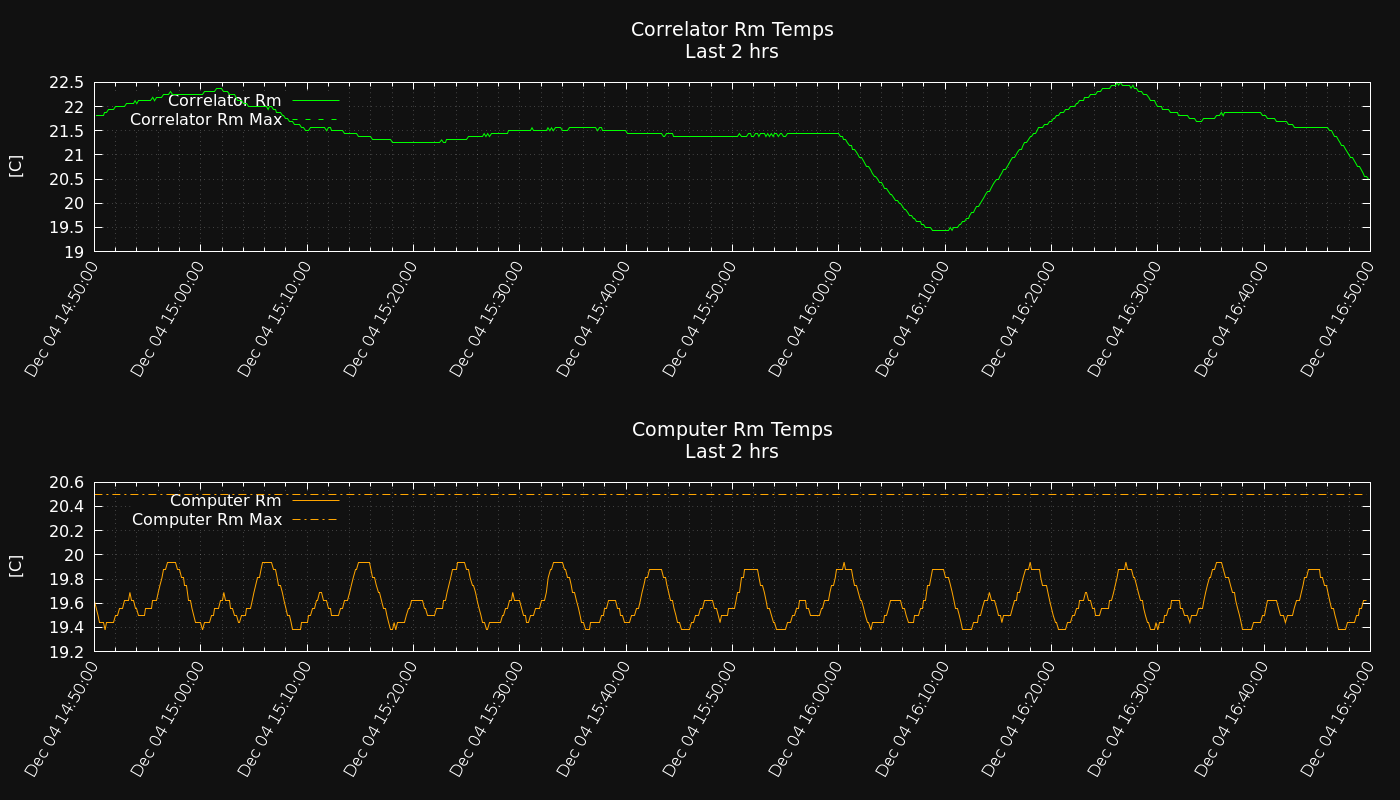 Correlator Rm Temps
Last 2 hrs
22.5
22
21.5
21
20.5
20
19.5
19
[C]
Correlator Rm
Correlator Rm Max
Dec 04 14:50:00
Dec 04 15:00:00
Dec 04 15:10:00
Dec 04 15:20:00
Dec 04 15:30:00
Dec 04 15:40:00
Dec 04 15:50:00
Dec 04 16:00:00
Dec 04 16:10:00
Dec 04 16:20:00
Dec 04 16:30:00
Dec 04 16:40:00
Dec 04 16:50:00
Computer Rm Temps
Last 2 hrs
20.6
20.4
20.2
20
19.8
19.6
19.4
19.2
[C]
Computer Rm
Computer Rm Max
Dec 04 14:50:00
Dec 04 15:00:00
Dec 04 15:10:00
Dec 04 15:20:00
Dec 04 15:30:00
Dec 04 15:40:00
Dec 04 15:50:00
Dec 04 16:00:00
Dec 04 16:10:00
Dec 04 16:20:00
Dec 04 16:30:00
Dec 04 16:40:00
Dec 04 16:50:00